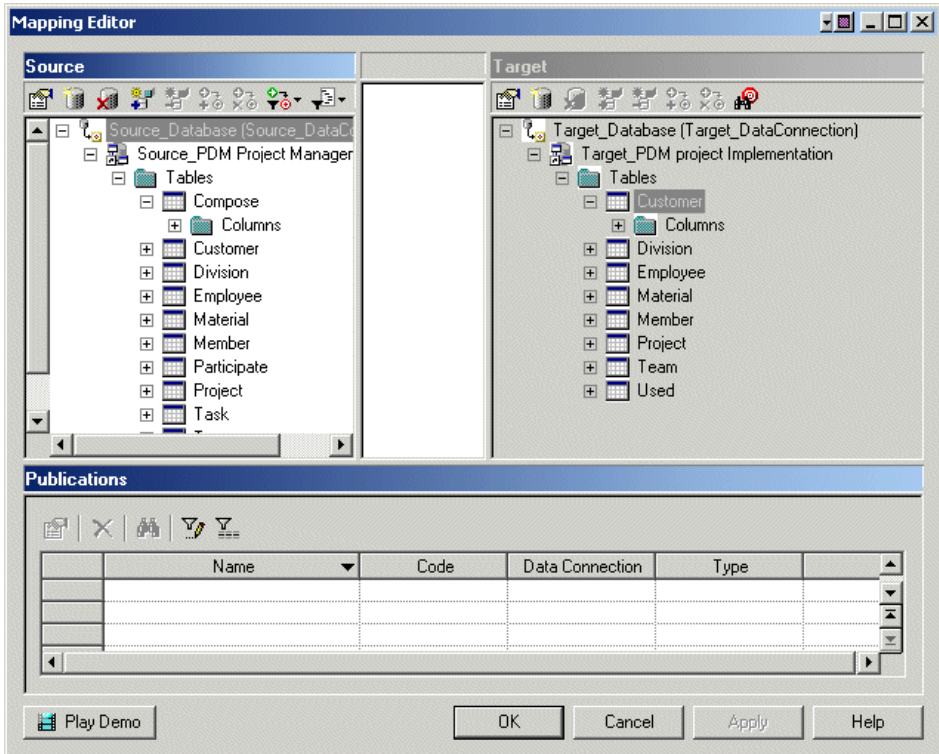 Mapping Editor
Source
Target
Source_Database (Source_DataCo
Source_PDM Project Manager
Tables
Compose
Columns
Customer
Division
Employee
Material
Member
Participate
Project
Task
Target_Database (Target_DataConnection)
Target_PDM project Implementation
Tables
Customer
Columns
Division
Employee
Material
Member
Project
Team
Used
Publications
Name Code Data Connection Type
Play Demo OK Cancel Apply Help